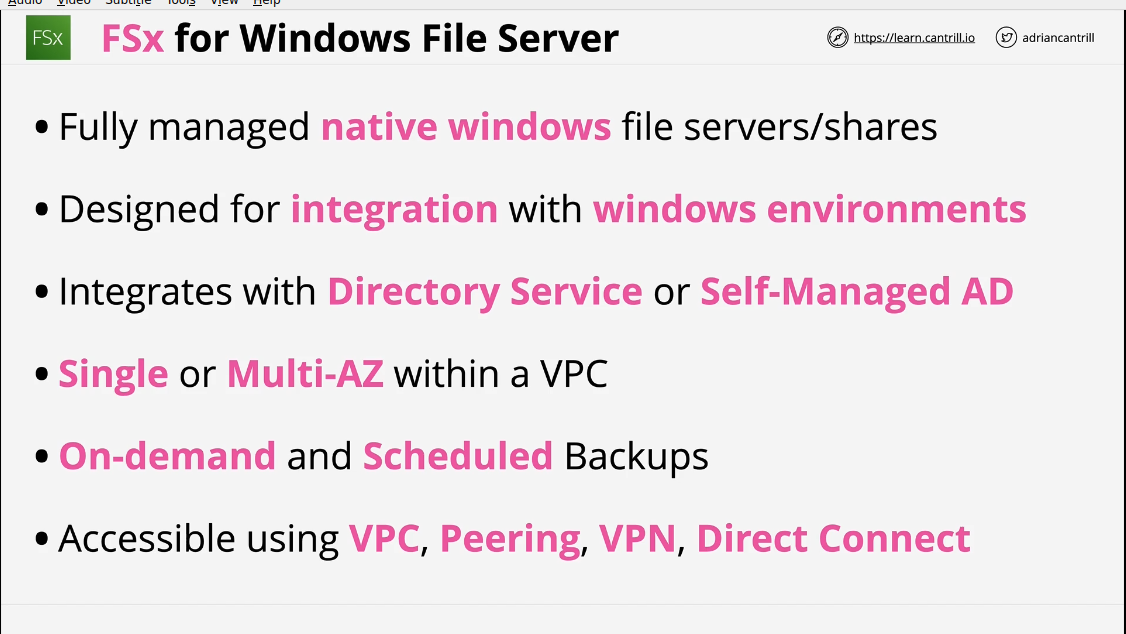 Audio Video Subtitle Tools View Help
FSx FSx for Windows File Server https://learn.cantrill.io adriancantrill
• Fully managed native windows file servers/shares
• Designed for integration with windows environments
• Integrates with Directory Service or Self-Managed AD
• Single or Multi-AZ within a VPC
• On-demand and Scheduled Backups
• Accessible using VPC, Peering, VPN, Direct Connect